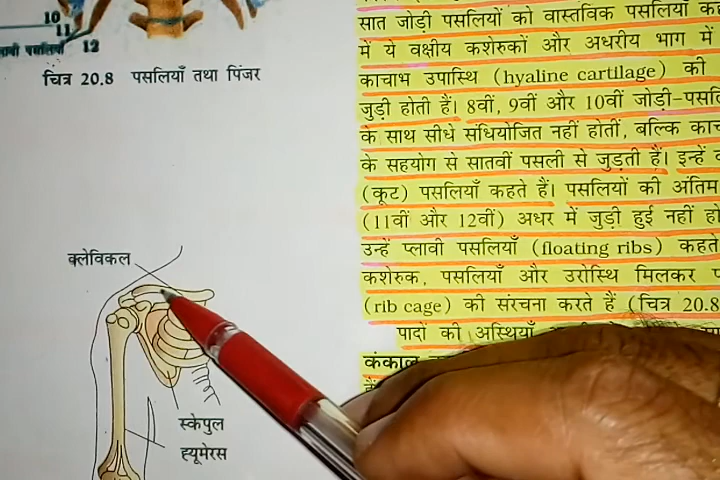 10
11
12
चित्र 20.8 पसलियाँ तथा पिंजर
क्लेविकल
स्केपुल
ह्यूमेरस
सात जोड़ी पसलियों को वास्तविक पसलियाँ
में ये वक्षीय कशेरुकों और अधरीय भाग में
काचाभ उपास्थि (hyaline cartilage) की
जुड़ी होती हैं। 8वीं, 9वीं और 10वीं जोड़ी-
के साथ सीधे संधियोजित नहीं होतीं, बल्कि
के सहयोग से सातवीं पसली से जुड़ती हैं। इन्हें
(कूट) पसलियाँ कहते हैं। पसलियों की अंतिम
(11वीं और 12वीं) अधर में जुड़ी हुई नहीं
उन्हें प्लावी पसलियाँ (floating ribs) कहते
कशेरुक, पसलियाँ और उरोस्थि मिलकर
(rib cage) की संरचना करते हैं (चित्र 20.8
पादों की अस्थियाँ
कंकाल